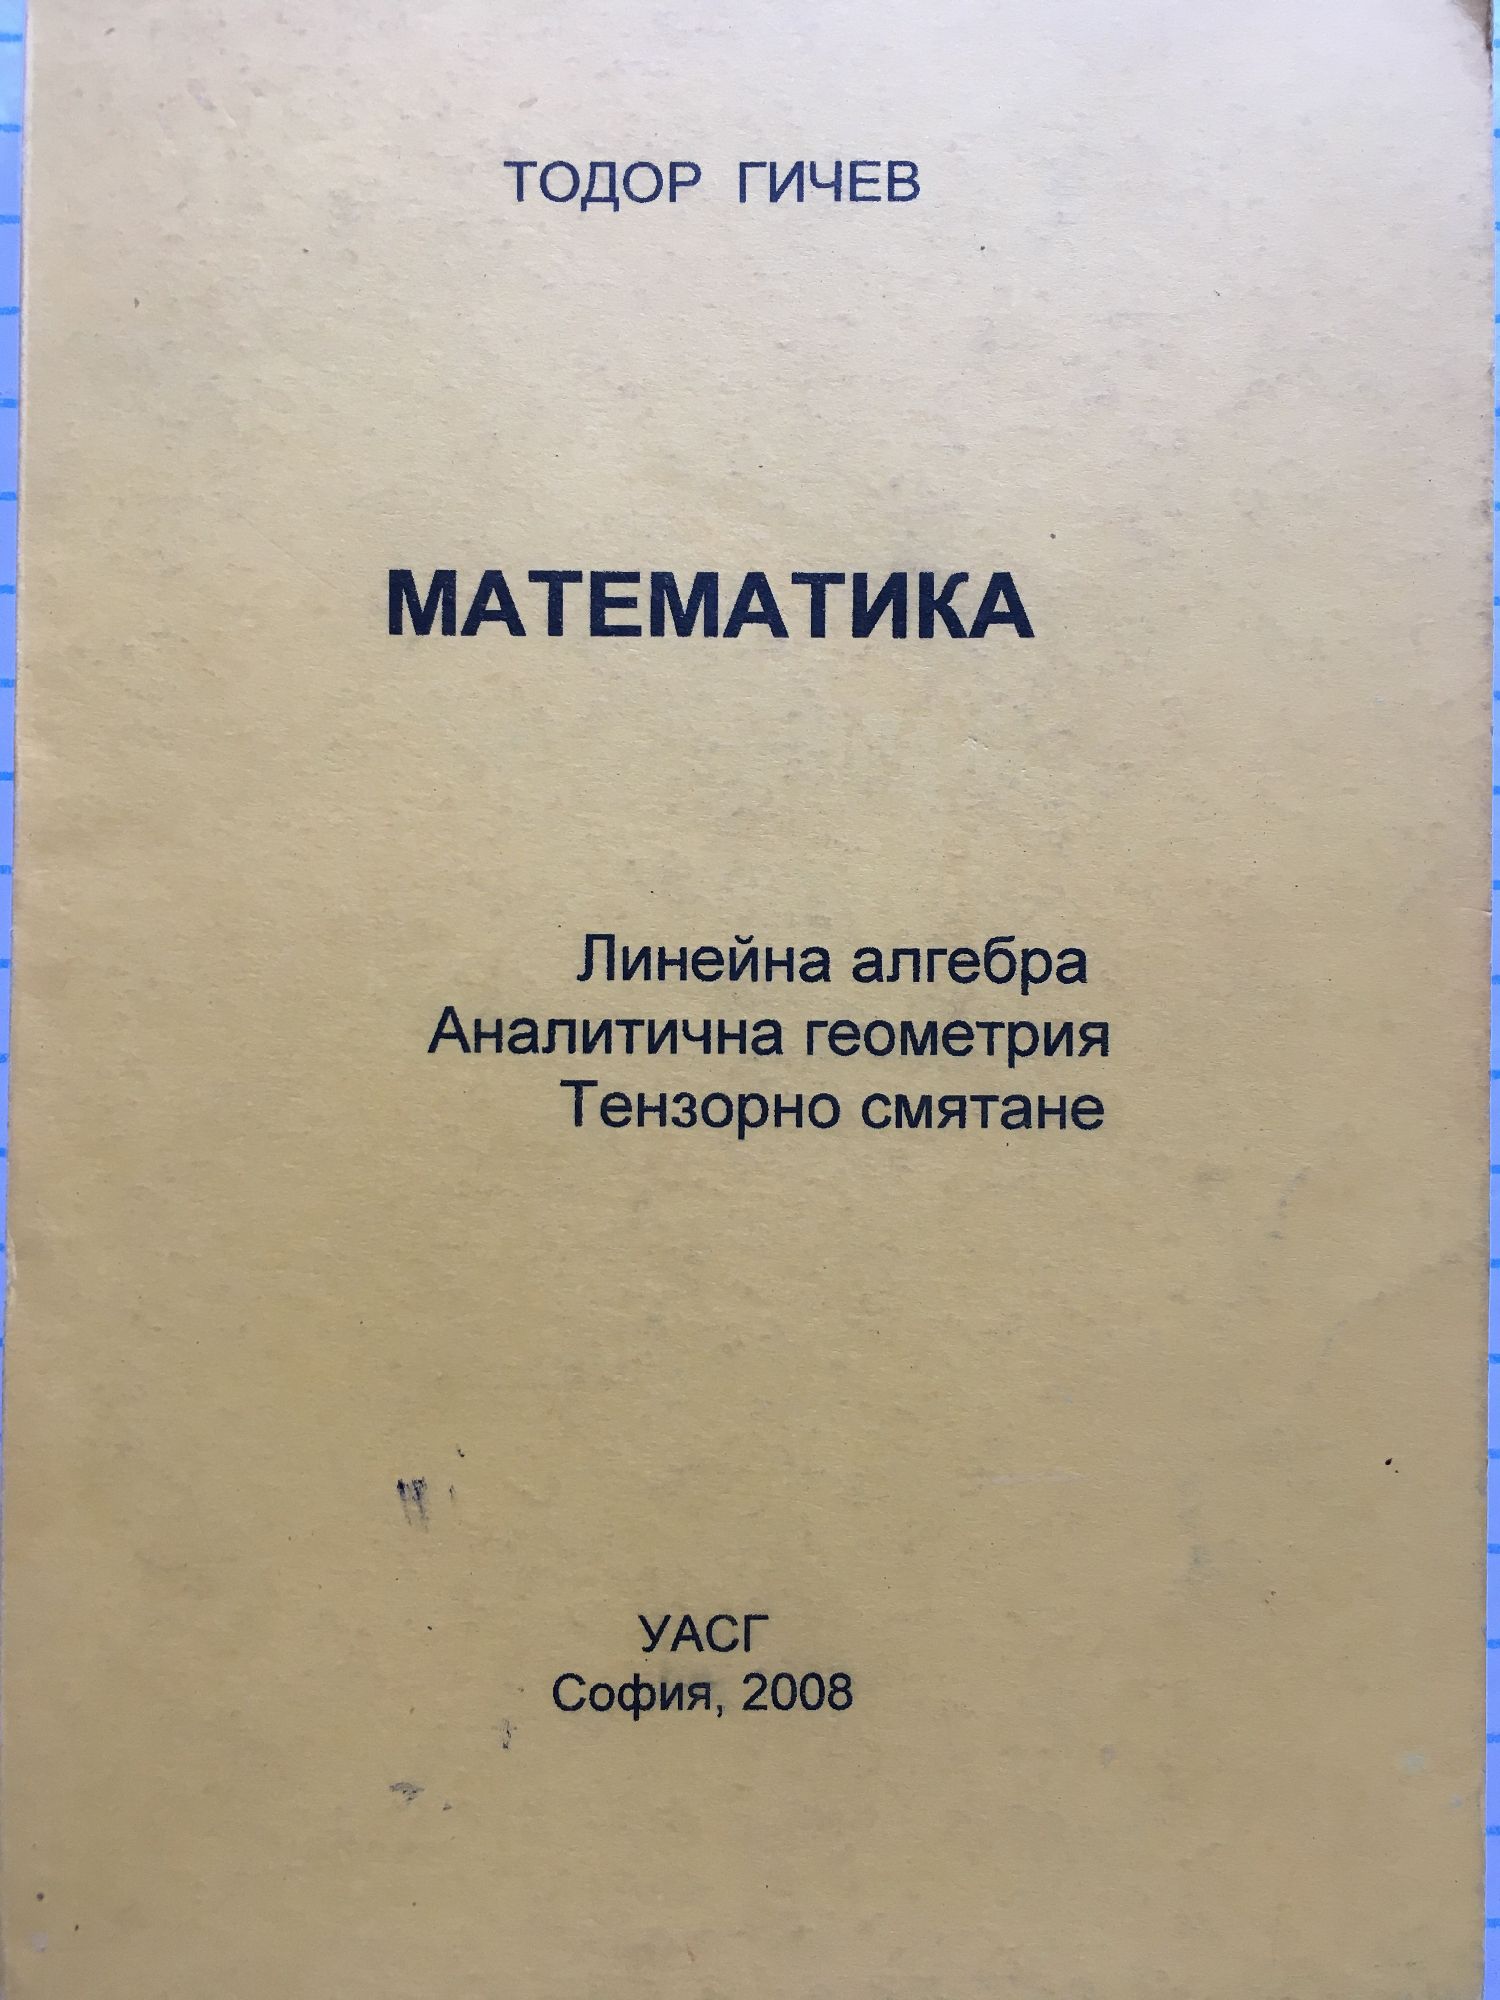 ТОДОР ГИЧЕВ
МАТЕМАТИКА
Линейна алгебра
Аналитична геометрия
Тензорно смятане
УАСГ
София, 2008